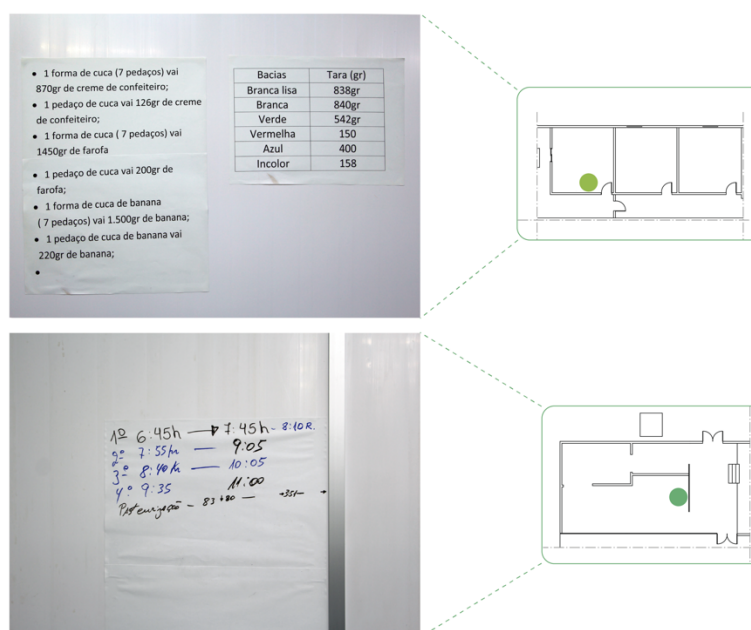 • 1 forma de cuca (7 pedaços) vai
870gr de creme de confeiteiro;
• 1 pedaço de cuca vai 126gr de creme
de confeiteiro;
• 1 forma de cuca ( 7 pedaços) vai
1450gr de farofa
• 1 pedaço de cuca vai 200gr de
farofa;
• 1 forma de cuca de banana
( 7 pedaços) vai 1.500gr de banana;
• 1 pedaço de cuca de banana vai
220gr de banana;
•
Bacias Tara (gr)
Branca lisa 838gr
Branca 840gr
Verde 542gr
Vermelha 150
Azul 400
Incolor 158
1º 6:45h → 7:45h - 8:10R.
2º 7:55hr — 9:05
3º 8:40hr — 10:05
4º 9:35 11:00
Pasteurização - 83